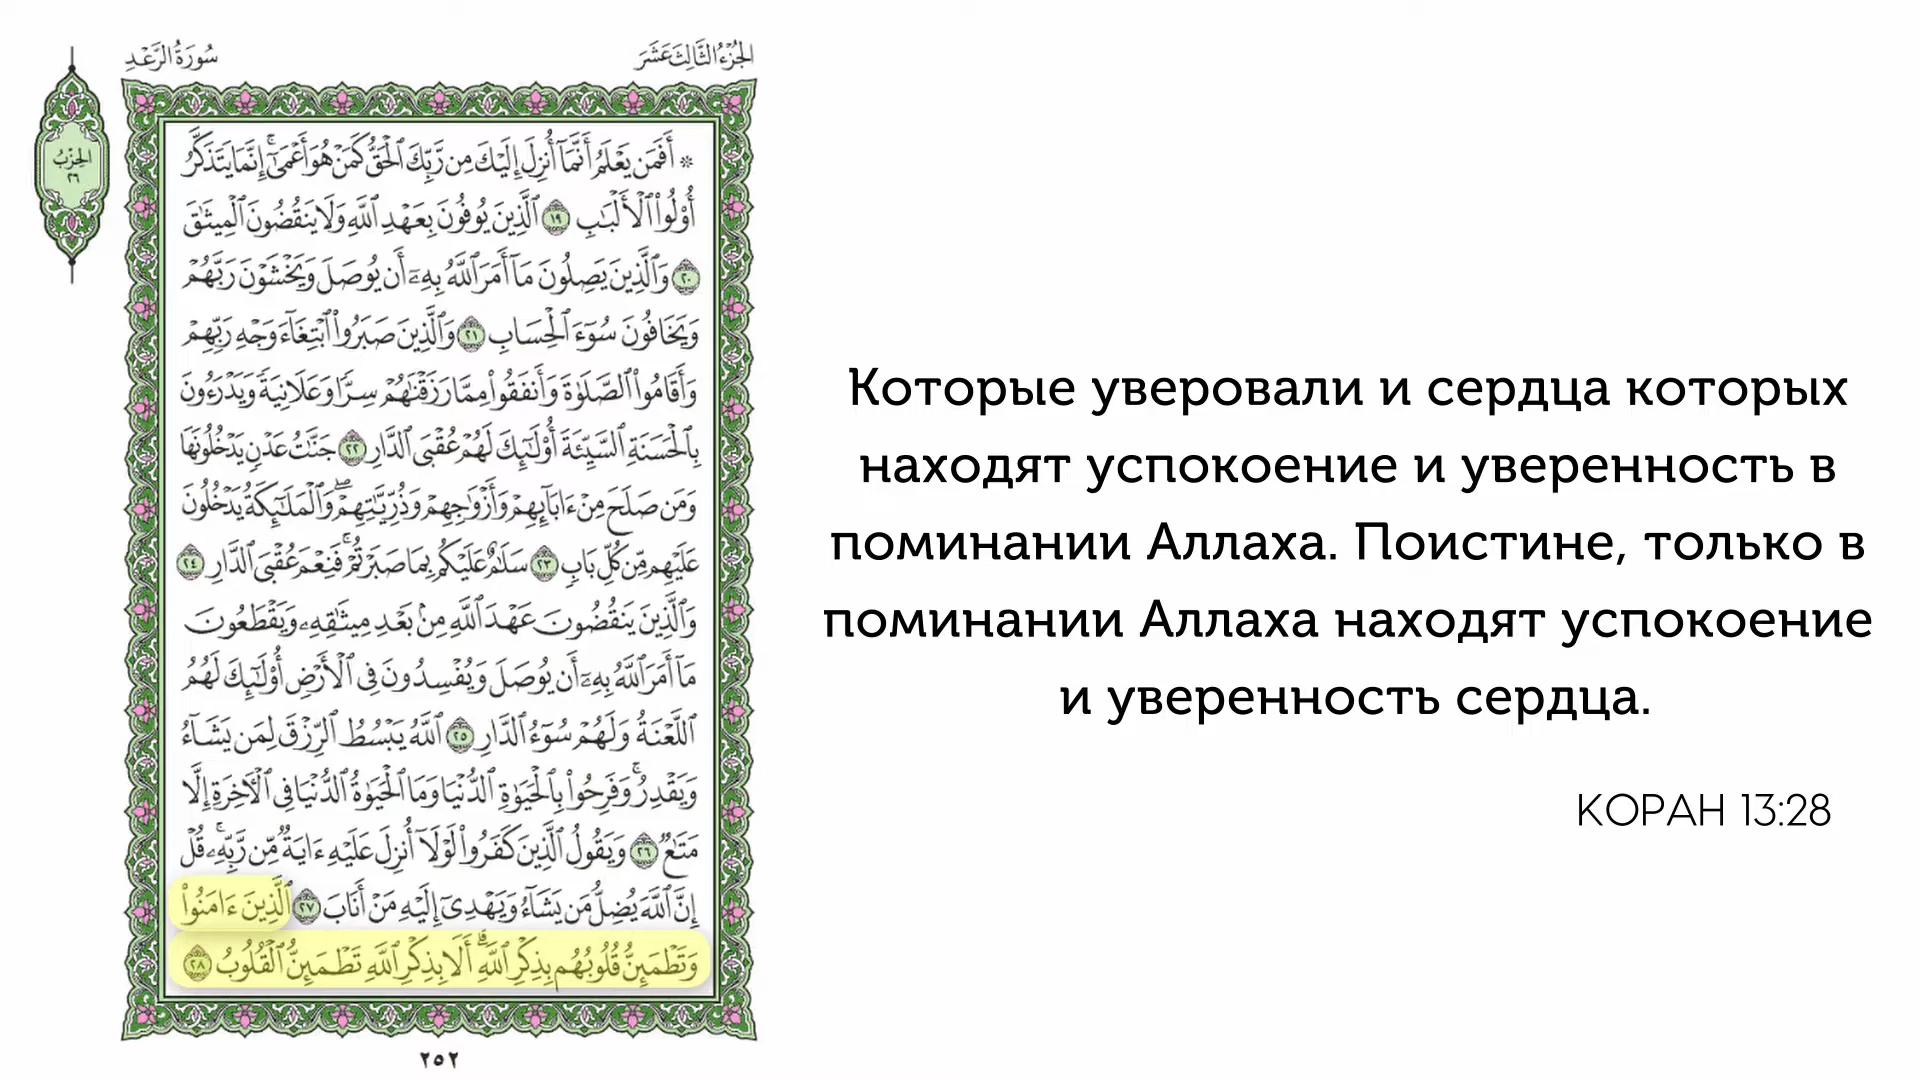 سُورَةُ الرَّعْدِ
الجُزْءُ الثَّالِثَ عَشَرَ
الحِزْبُ
٢٦
۞ أَفَمَن يَعْلَمُ أَنَّمَآ أُنزِلَ إِلَيْكَ مِن رَّبِّكَ ٱلْحَقُّ كَمَنْ هُوَ أَعْمَىٰٓ ۚ إِنَّمَا يَتَذَكَّرُ
أُو۟لُوا۟ ٱلْأَلْبَـٰبِ ١٩ ٱلَّذِينَ يُوفُونَ بِعَهْدِ ٱللَّهِ وَلَا يَنقُضُونَ ٱلْمِيثَـٰقَ
٢٠ وَٱلَّذِينَ يَصِلُونَ مَآ أَمَرَ ٱللَّهُ بِهِۦٓ أَن يُوصَلَ وَيَخْشَوْنَ رَبَّهُمْ
وَيَخَافُونَ سُوٓءَ ٱلْحِسَابِ ٢١ وَٱلَّذِينَ صَبَرُوا۟ ٱبْتِغَآءَ وَجْهِ رَبِّهِمْ
وَأَقَامُوا۟ ٱلصَّلَوٰةَ وَأَنفَقُوا۟ مِمَّا رَزَقْنَـٰهُمْ سِرًّا وَعَلَانِيَةً وَيَدْرَءُونَ
بِٱلْحَسَنَةِ ٱلسَّيِّئَةَ أُو۟لَـٰٓئِكَ لَهُمْ عُقْبَى ٱلدَّارِ ٢٢ جَنَّـٰتُ عَدْنٍ يَدْخُلُونَهَا
وَمَن صَلَحَ مِنْ ءَابَآئِهِمْ وَأَزْوَٰجِهِمْ وَذُرِّيَّـٰتِهِمْ ۖ وَٱلْمَلَـٰٓئِكَةُ يَدْخُلُونَ
عَلَيْهِم مِّن كُلِّ بَابٍ ٢٣ سَلَـٰمٌ عَلَيْكُم بِمَا صَبَرْتُمْ ۚ فَنِعْمَ عُقْبَى ٱلدَّارِ ٢٤
وَٱلَّذِينَ يَنقُضُونَ عَهْدَ ٱللَّهِ مِنۢ بَعْدِ مِيثَـٰقِهِۦ وَيَقْطَعُونَ
مَآ أَمَرَ ٱللَّهُ بِهِۦٓ أَن يُوصَلَ وَيُفْسِدُونَ فِى ٱلْأَرْضِ أُو۟لَـٰٓئِكَ لَهُمُ
ٱللَّعْنَةُ وَلَهُمْ سُوٓءُ ٱلدَّارِ ٢٥ ٱللَّهُ يَبْسُطُ ٱلرِّزْقَ لِمَن يَشَآءُ
وَيَقْدِرُ ۚ وَفَرِحُوا۟ بِٱلْحَيَوٰةِ ٱلدُّنْيَا وَمَا ٱلْحَيَوٰةُ ٱلدُّنْيَا فِى ٱلْـَٔاخِرَةِ إِلَّا
مَتَـٰعٌ ٢٦ وَيَقُولُ ٱلَّذِينَ كَفَرُوا۟ لَوْلَآ أُنزِلَ عَلَيْهِ ءَايَةٌ مِّن رَّبِّهِۦ ۗ قُلْ
إِنَّ ٱللَّهَ يُضِلُّ مَن يَشَآءُ وَيَهْدِىٓ إِلَيْهِ مَنْ أَنَابَ ٢٧ ٱلَّذِينَ ءَامَنُوا۟
وَتَطْمَئِنُّ قُلُوبُهُم بِذِكْرِ ٱللَّهِ ۗ أَلَا بِذِكْرِ ٱللَّهِ تَطْمَئِنُّ ٱلْقُلُوبُ ٢٨
٢٥٢
Которые уверовали и сердца которых
находят успокоение и уверенность в
поминании Аллаха. Поистине, только в
поминании Аллаха находят успокоение
и уверенность сердца.
КОРАН 13:28